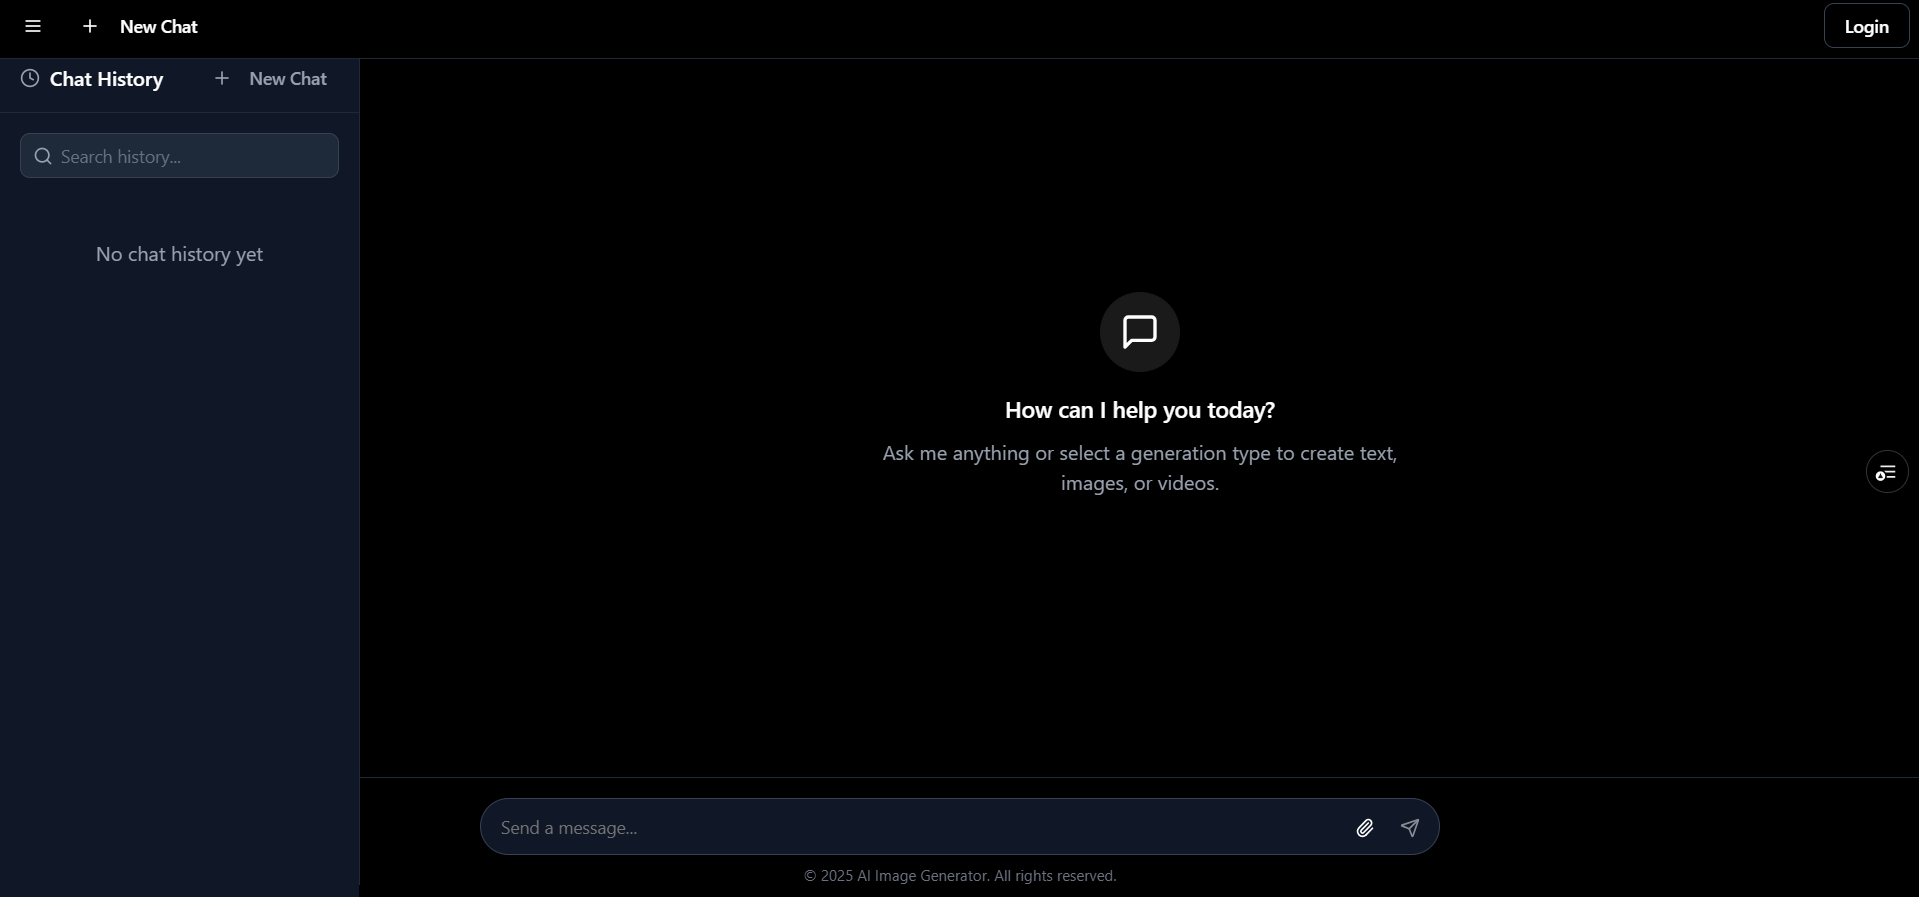 New Chat
Login
Chat History
New Chat
Search history...
No chat history yet
How can I help you today?
Ask me anything or select a generation type to create text,
images, or videos.
Send a message...
© 2025 AI Image Generator. All rights reserved.